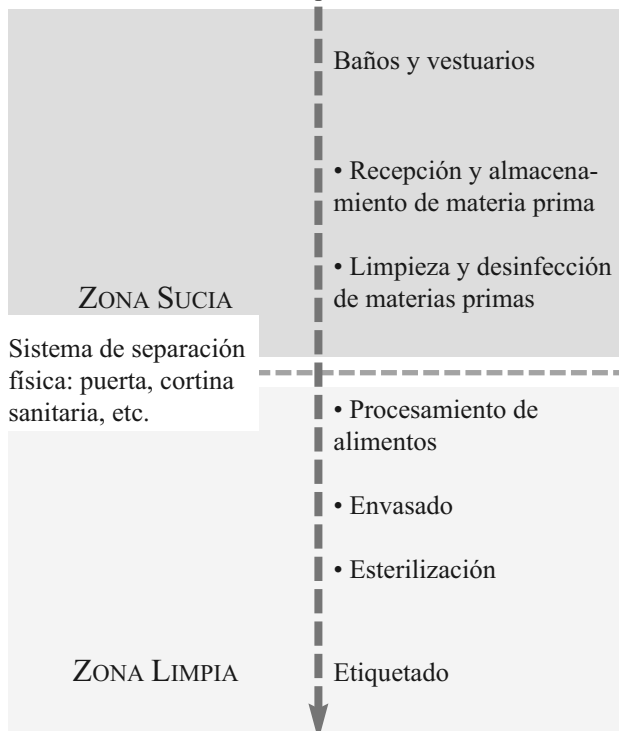 Baños y vestuarios
• Recepción y almacena-
miento de materia prima
• Limpieza y desinfección
de materias primas
ZONA SUCIA
Sistema de separación
física: puerta, cortina
sanitaria, etc.
• Procesamiento de
alimentos
• Envasado
• Esterilización
ZONA LIMPIA
Etiquetado